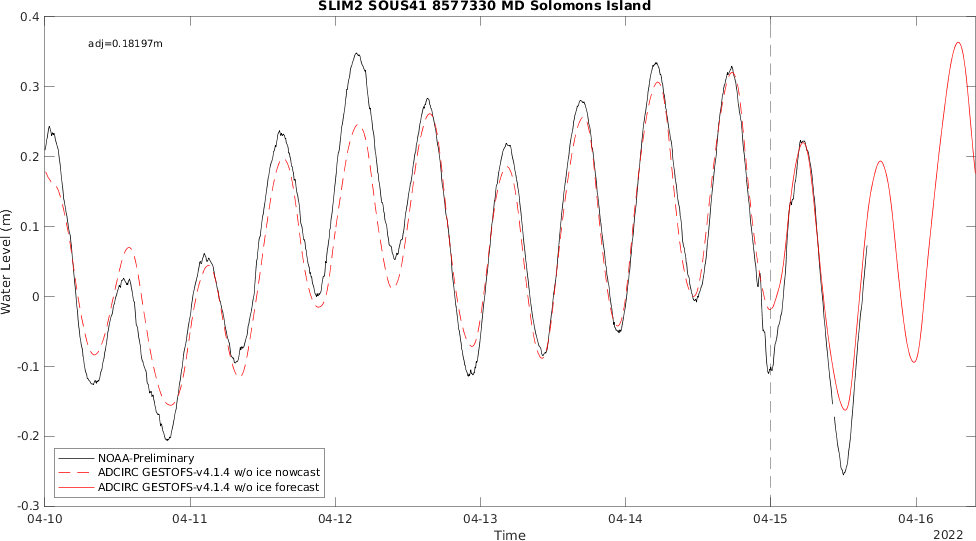 SLIM2 SOUS41 8577330 MD Solomons Island
0.4
adj=0.18197m
0.3
0.2
0.1
0
-0.1
-0.2
-0.3
Water Level (m)
NOAA-Preliminary
ADCIRC GESTOFS-v4.1.4 w/o ice nowcast
ADCIRC GESTOFS-v4.1.4 w/o ice forecast
04-10 04-11 04-12 04-13 04-14 04-15 04-16
Time
2022